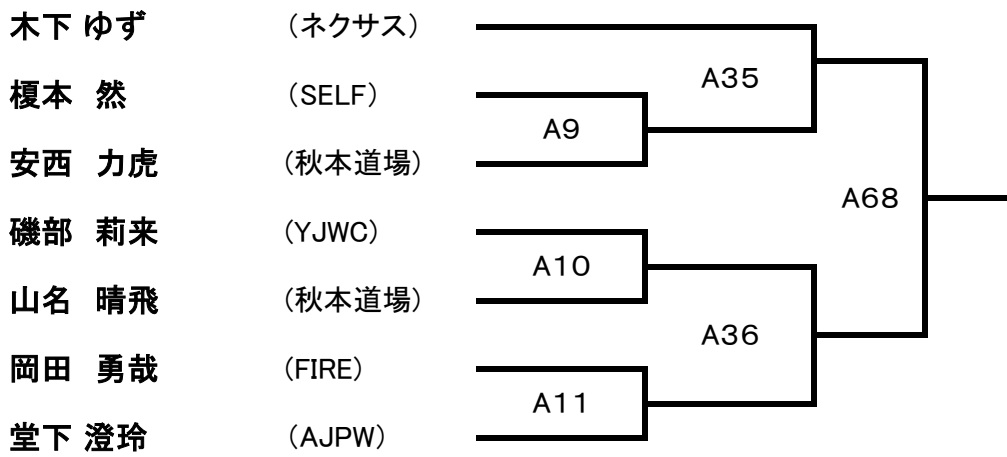 木下 ゆず (ネクサス)
A35
榎本 然 (SELF)
A9
安西 力虎 (秋本道場)
A68
磯部 莉来 (YJWC)
A10
山名 晴飛 (秋本道場)
A36
岡田 勇哉 (FIRE)
A11
堂下 澄玲 (AJPW)